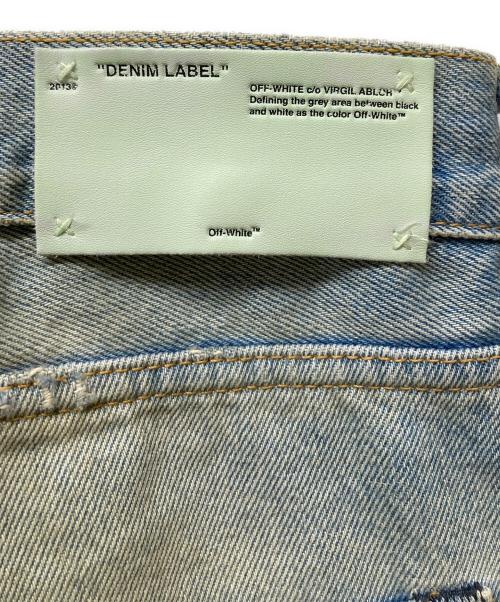 "DENIM LABEL"
OFF-WHITE c/o VIRGIL ABLOH
Defining the grey area between black
and white as the color Off-White™
Off-White™